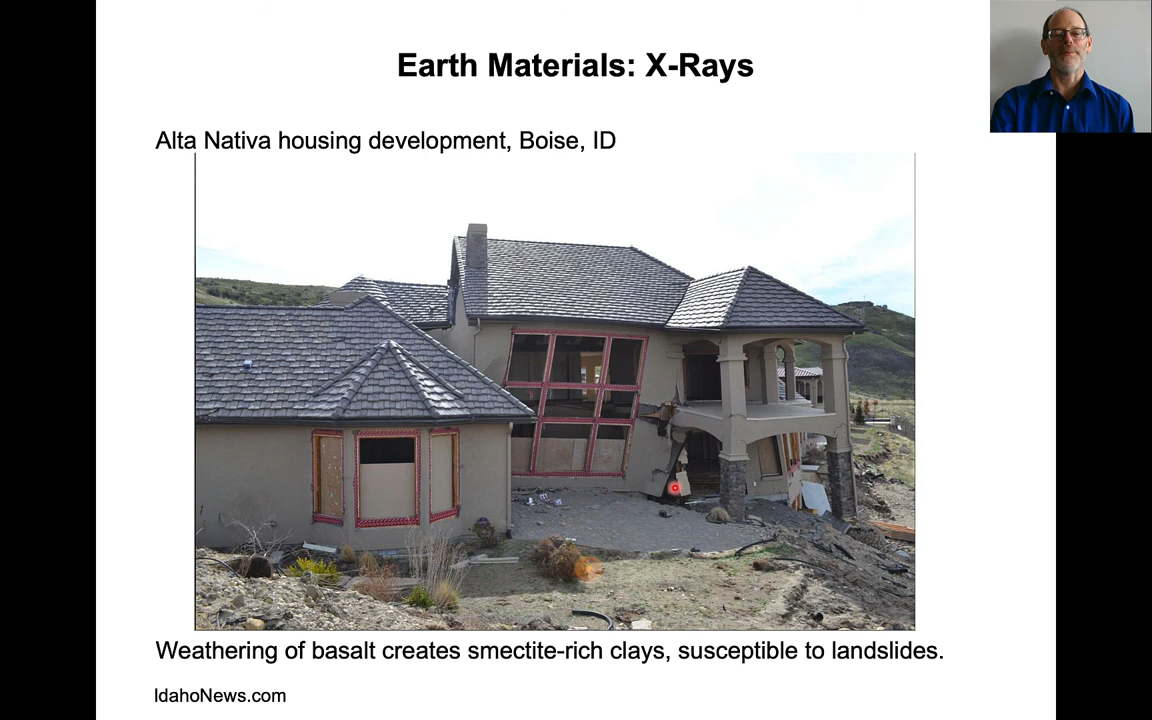 Earth Materials: X-Rays
Alta Nativa housing development, Boise, ID
Weathering of basalt creates smectite-rich clays, susceptible to landslides.
IdahoNews.com